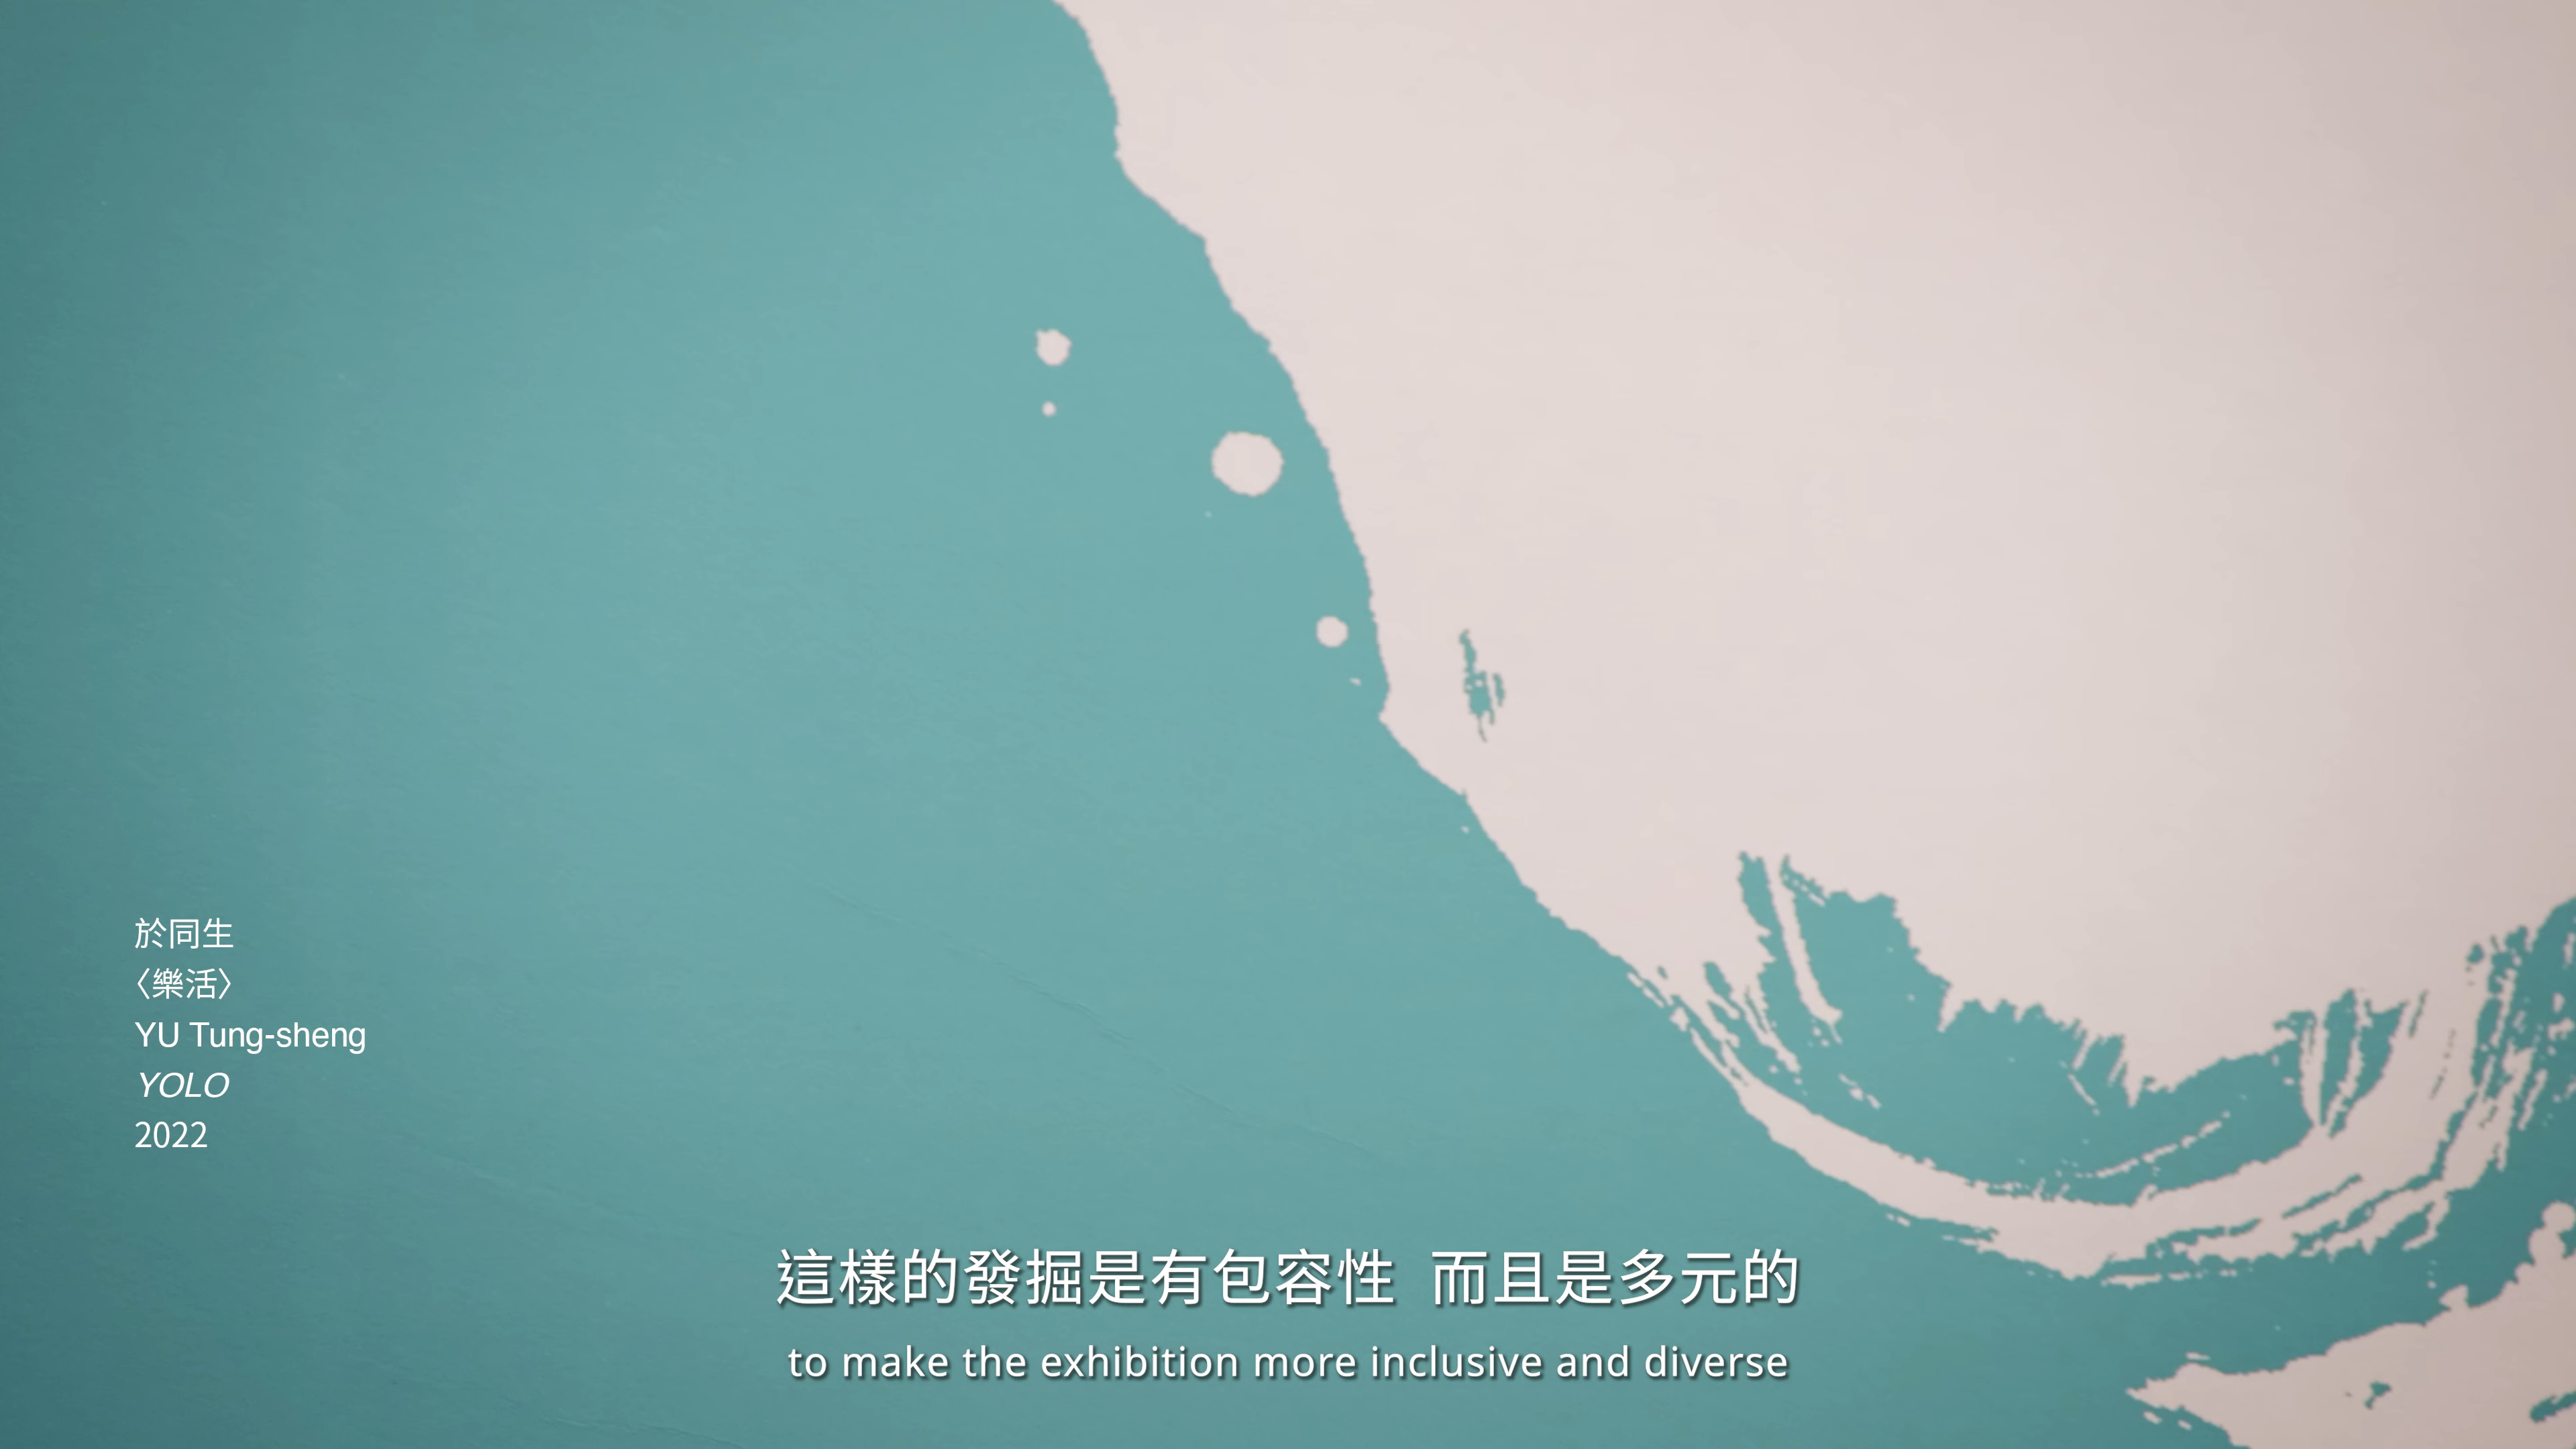 於同生
〈樂活〉
YU Tung-sheng
YOLO
2022
這樣的發掘是有包容性 而且是多元的
to make the exhibition more inclusive and diverse